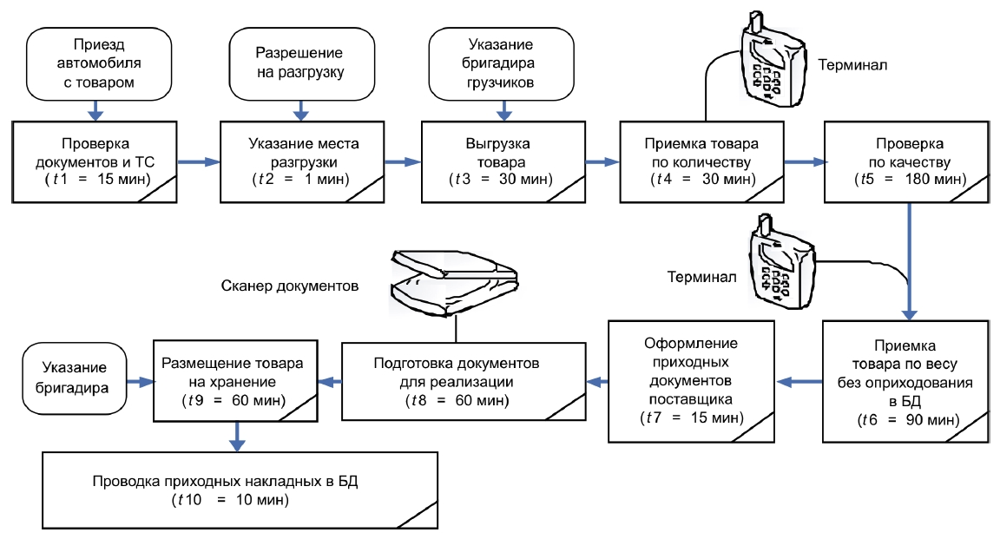 Приезд
автомобиля
с товаром
Разрешение
на разгрузку
Указание
бригадира
грузчиков
Терминал
Проверка
документов и ТС
(t1 = 15 мин)
Указание места
разгрузки
(t2 = 1 мин)
Выгрузка
товара
(t3 = 30 мин)
Приемка товара
по количеству
(t4 = 30 мин)
Проверка
по качеству
(t5 = 180 мин)
Сканер документов
Терминал
Указание
бригадира
Размещение товара
на хранение
(t9 = 60 мин)
Подготовка документов
для реализации
(t8 = 60 мин)
Оформление
приходных
документов
поставщика
(t7 = 15 мин)
Приемка
товара по весу
без оприходования
в БД
(t6 = 90 мин)
Проводка приходных накладных в БД
(t10 = 10 мин)